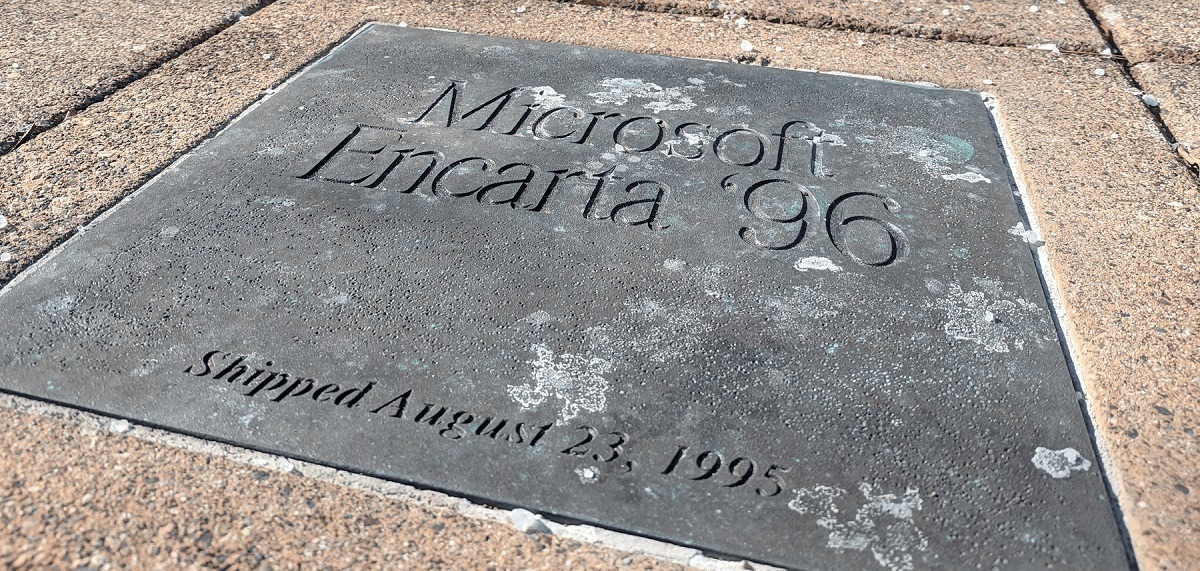 Microsoft
Encarta ‘96
Shipped August 23, 1995